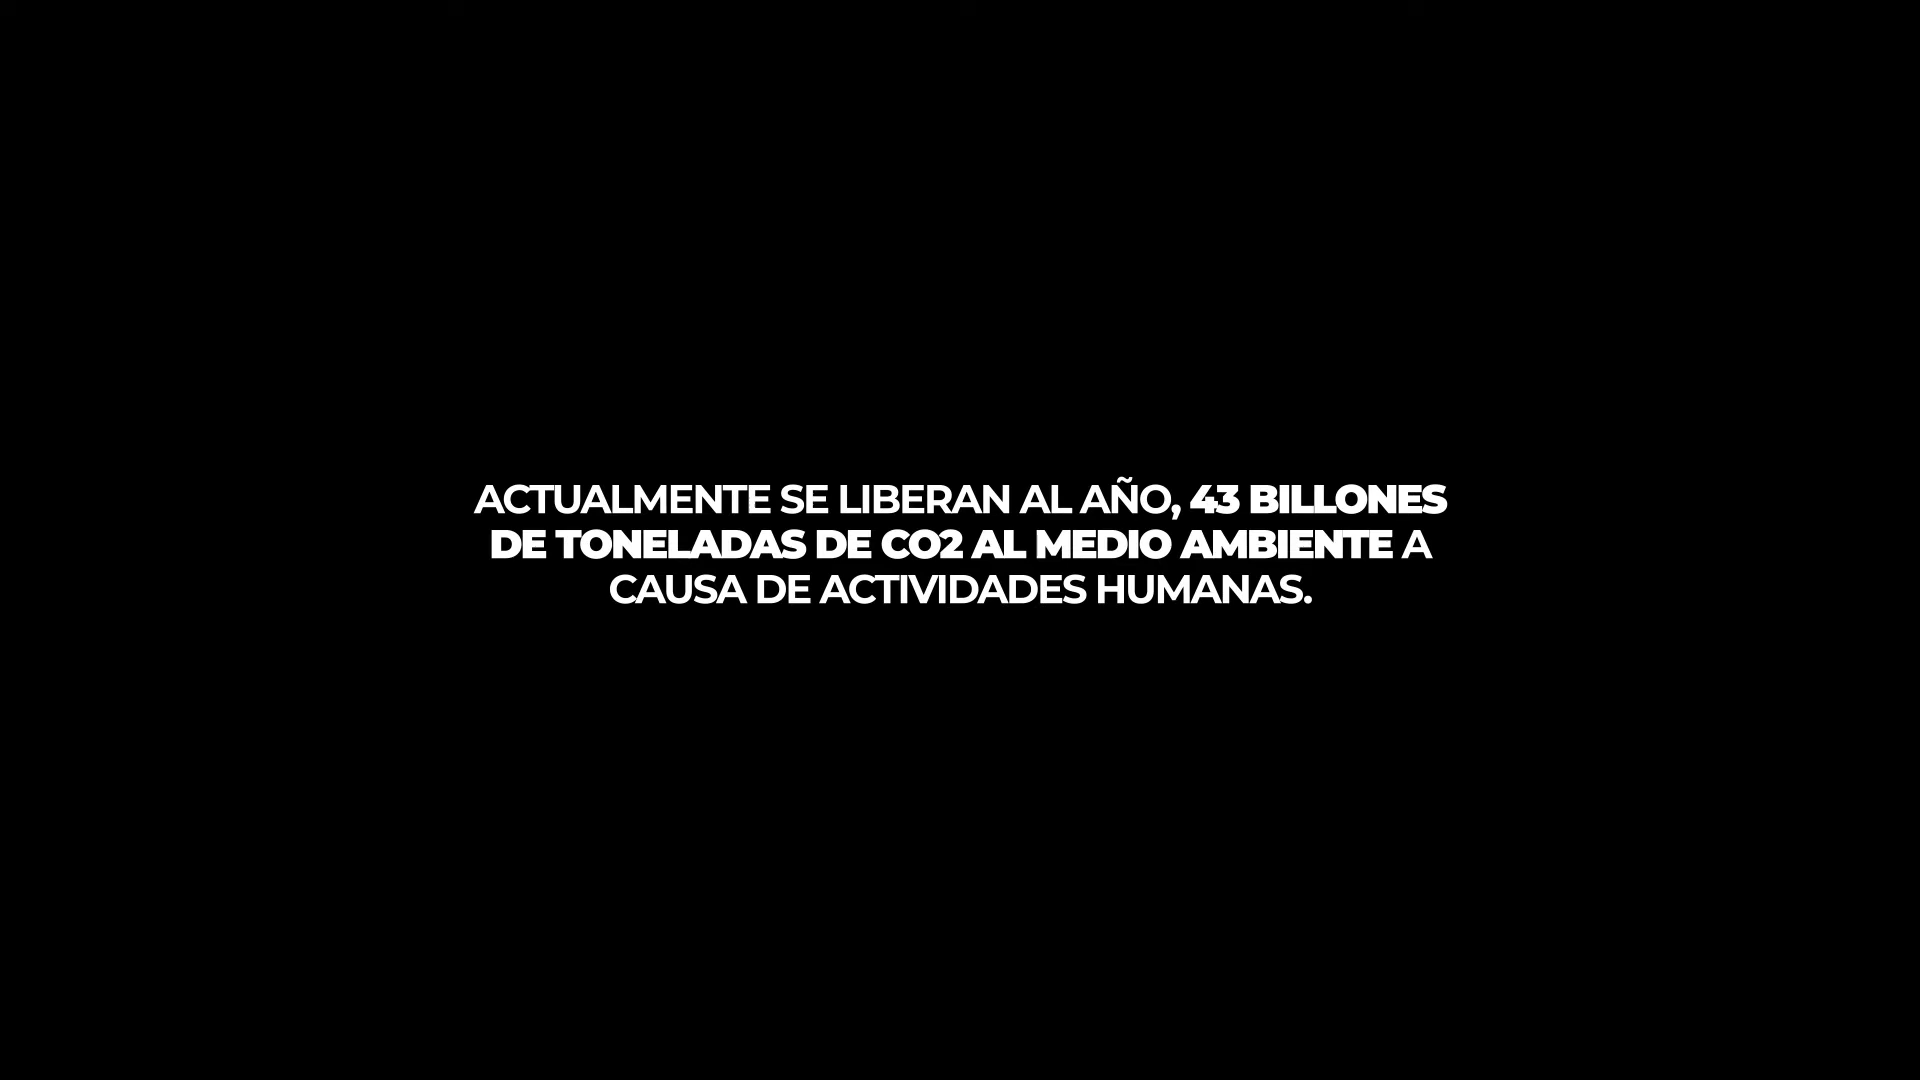 ACTUALMENTE SE LIBERAN AL AÑO, 43 BILLONES
DE TONELADAS DE CO2 AL MEDIO AMBIENTE A
CAUSA DE ACTIVIDADES HUMANAS.